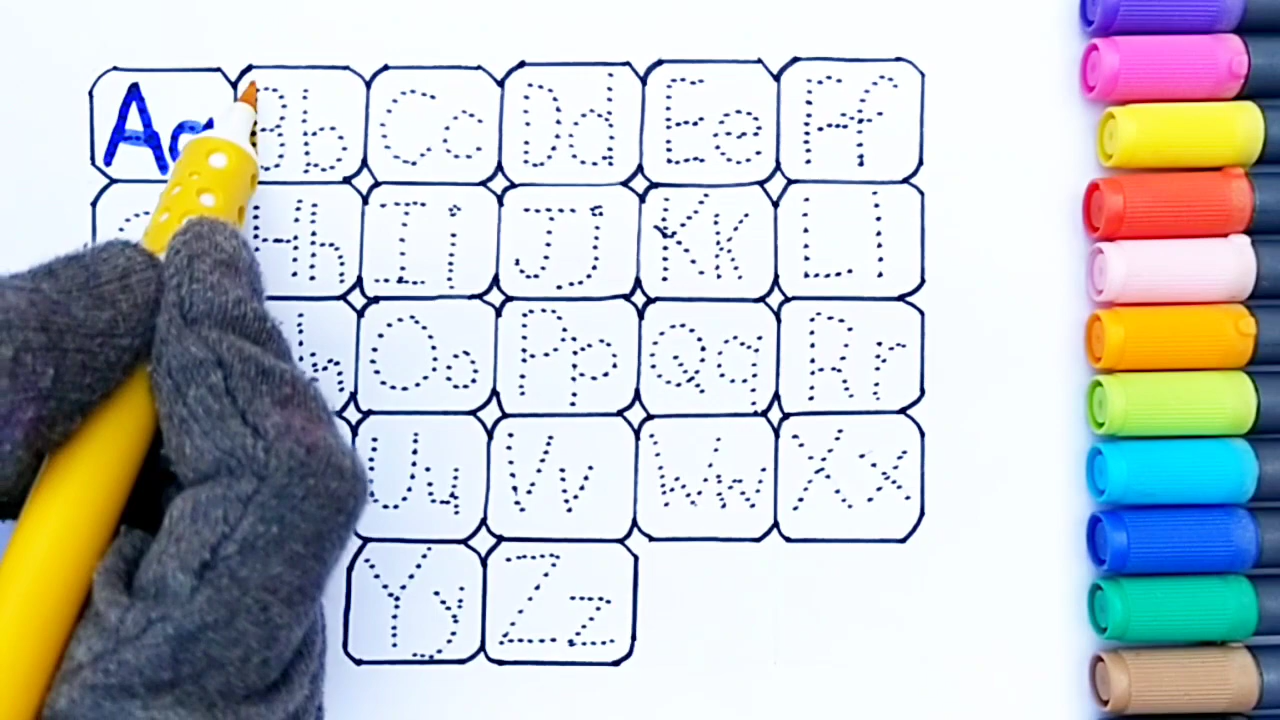 Aa Bb Cc Dd Ee Ff
Hh Ii Jj Kk Ll
n Oo Pp Qq Rr
Uu Vv Ww Xx
Yy Zz